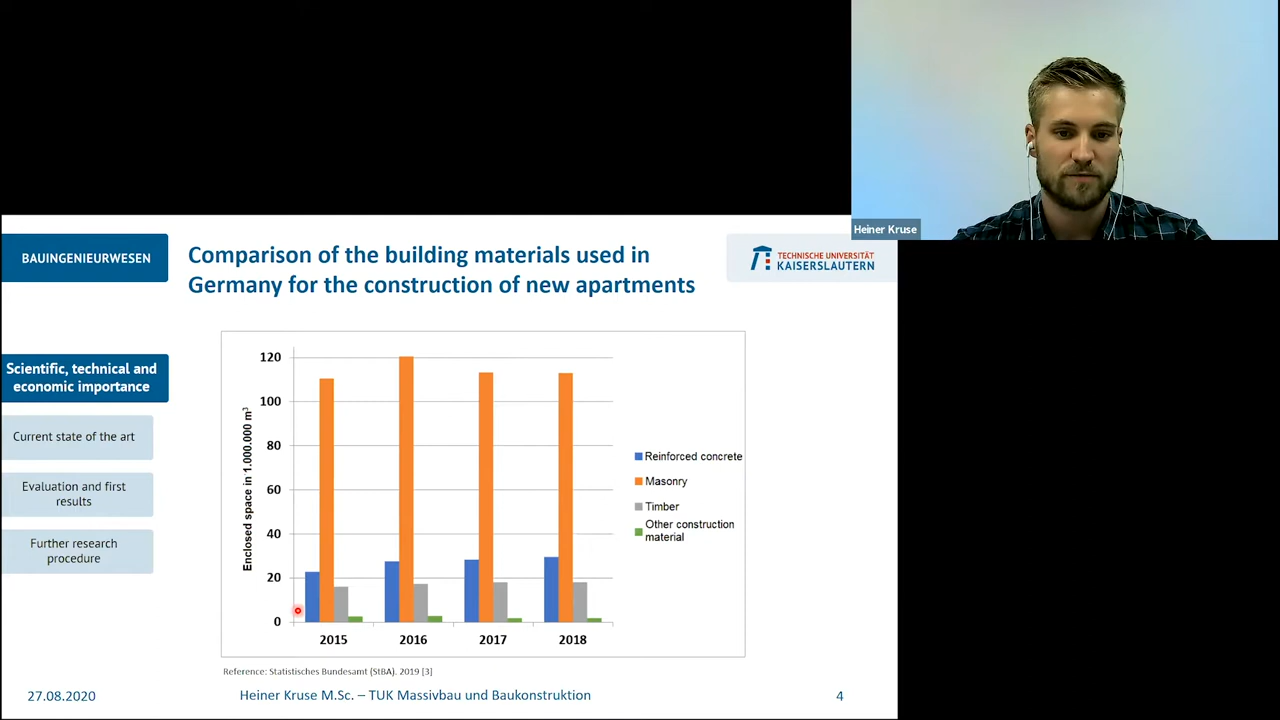 Heiner Kruse
BAUINGENIEURWESEN
Comparison of the building materials used in
Germany for the construction of new apartments
TECHNISCHE UNIVERSITÄT
KAISERSLAUTERN
Scientific, technical and
economic importance
Current state of the art
Evaluation and first
results
Further research
procedure
Enclosed space in 1.000.000 m³
120
100
80
60
40
20
0
2015
2016
2017
2018
Reinforced concrete
Masonry
Timber
Other construction
material
Reference: Statistisches Bundesamt (StBA). 2019 [3]
27.08.2020
Heiner Kruse M.Sc. – TUK Massivbau und Baukonstruktion
4